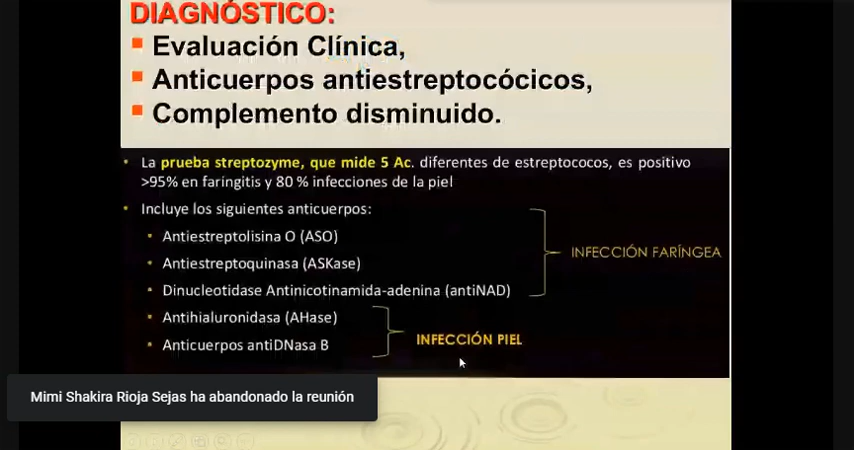 DIAGNÓSTICO:
Evaluación Clínica,
Anticuerpos antiestreptocócicos,
Complemento disminuido.
La prueba streptozyme, que mide 5 Ac. diferentes de estreptococos, es positivo
>95% en faringitis y 80 % infecciones de la piel
Incluye los siguientes anticuerpos:
Antiestreptolisina O (ASO)
Antiestreptoquinasa (ASKase)
Dinucleotidasa Antinicotinamida-adenina (antiNAD)
INFECCIÓN FARÍNGEA
Antihialuronidasa (AHase)
Anticuerpos antiDNasa B
INFECCIÓN PIEL
Mimi Shakira Rioja Sejas ha abandonado la reunión